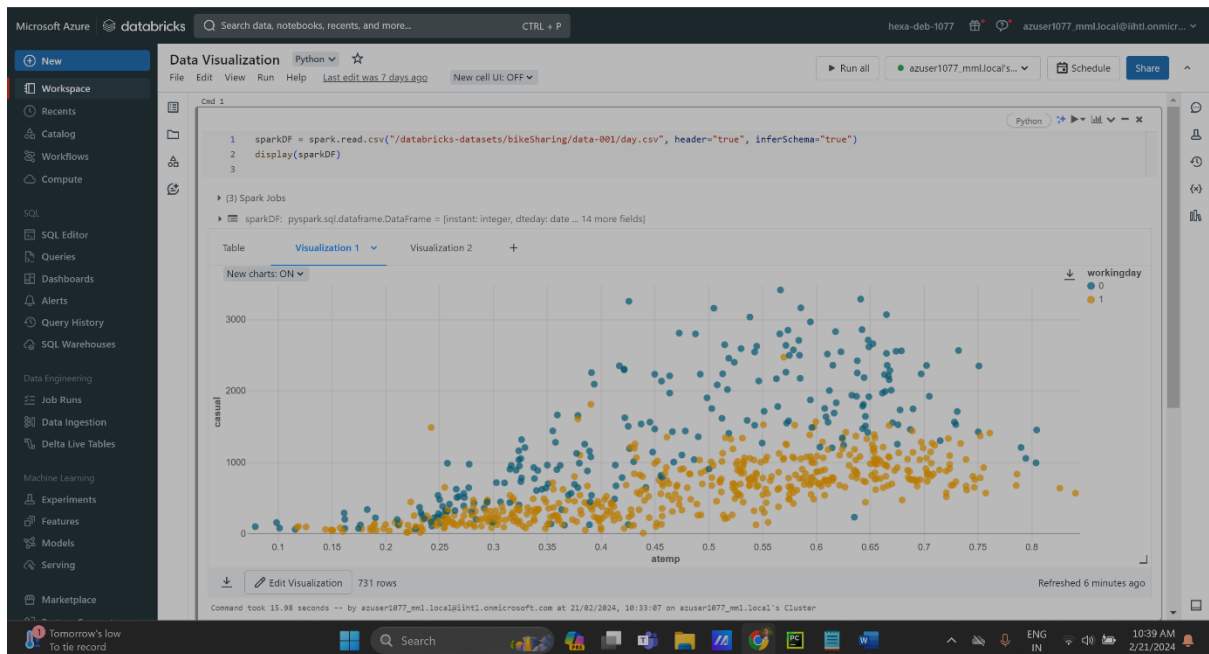 Microsoft Azure databricks Search data, notebooks, recents, and more... CTRL + P hexa-deb-1077 azuser1077_mml.local@iihtl.onmicr...
New
Workspace
Recents
Catalog
Workflows
Compute
SQL
SQL Editor
Queries
Dashboards
Alerts
Query History
SQL Warehouses
Data Engineering
Job Runs
Data Ingestion
Delta Live Tables
Machine Learning
Experiments
Features
Models
Serving
Marketplace
Data Visualization Python
File Edit View Run Help Last edit was 7 days ago New cell UI: OFF
Run all azuser1077_mml.local's... Schedule Share
Cmd 1
Python
1 sparkDF = spark.read.csv("/databricks-datasets/bikeSharing/data-001/day.csv", header="true", inferSchema="true")
2 display(sparkDF)
3
(3) Spark Jobs
sparkDF: pyspark.sql.dataframe.DataFrame = [instant: integer, dteday: date ... 14 more fields]
Table Visualization 1 Visualization 2 +
New charts: ON
workingday
0
1
3000
2000
casual
1000
0
0.1 0.15 0.2 0.25 0.3 0.35 0.4 0.45 0.5 0.55 0.6 0.65 0.7 0.75 0.8
atemp
Edit Visualization 731 rows Refreshed 6 minutes ago
Command took 15.98 seconds -- by azuser1077_mml.local@iihtl.onmicrosoft.com at 21/02/2024, 10:33:07 on azuser1077_mml.local's Cluster
1 Tomorrow's low
To tie record
Search
ENG
IN
10:39 AM
2/21/2024